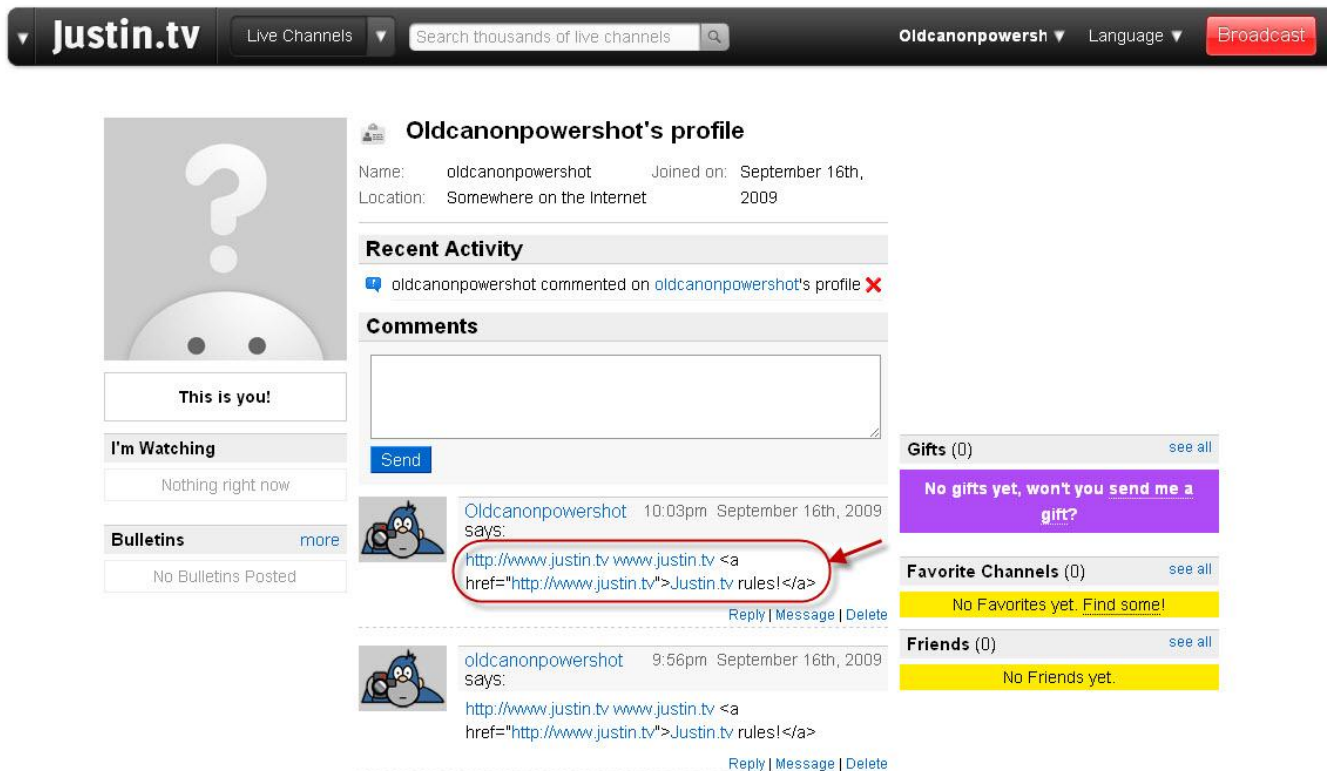 Justin.tv
Live Channels
Search thousands of live channels
Oldcanonpowersh
Language
Broadcast
Oldcanonpowershot's profile
Name: oldcanonpowershot Joined on: September 16th, 2009
Location: Somewhere on the Internet
Recent Activity
oldcanonpowershot commented on oldcanonpowershot's profile
Comments
Send
This is you!
I'm Watching
Nothing right now
Bulletins more
No Bulletins Posted
Oldcanonpowershot 10:03pm September 16th, 2009
says:
http://www.justin.tv www.justin.tv <a
href="http://www.justin.tv">Justin.tv rules!</a>
Reply | Message | Delete
oldcanonpowershot 9:56pm September 16th, 2009
says:
http://www.justin.tv www.justin.tv <a
href="http://www.justin.tv">Justin.tv rules!</a>
Reply | Message | Delete
Gifts (0) see all
No gifts yet, won't you send me a
gift?
Favorite Channels (0) see all
No Favorites yet. Find some!
Friends (0) see all
No Friends yet.